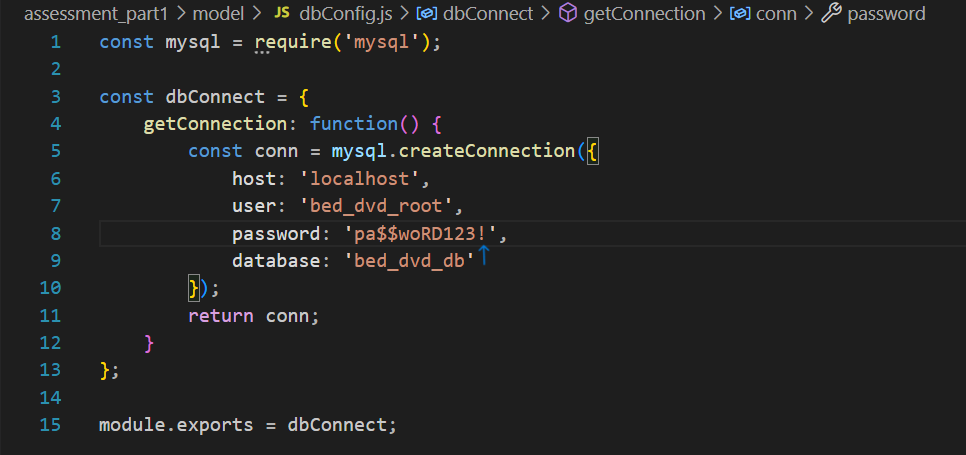 assessment_part1 > model > JS dbConfig.js > dbConnect > getConnection > conn > password
1 const mysql = require('mysql');
2
3 const dbConnect = {
4 getConnection: function() {
5 const conn = mysql.createConnection({
6 host: 'localhost',
7 user: 'bed_dvd_root',
8 password: 'pa$$woRD123!',
9 database: 'bed_dvd_db'
10 });
11 return conn;
12 }
13 };
14
15 module.exports = dbConnect;